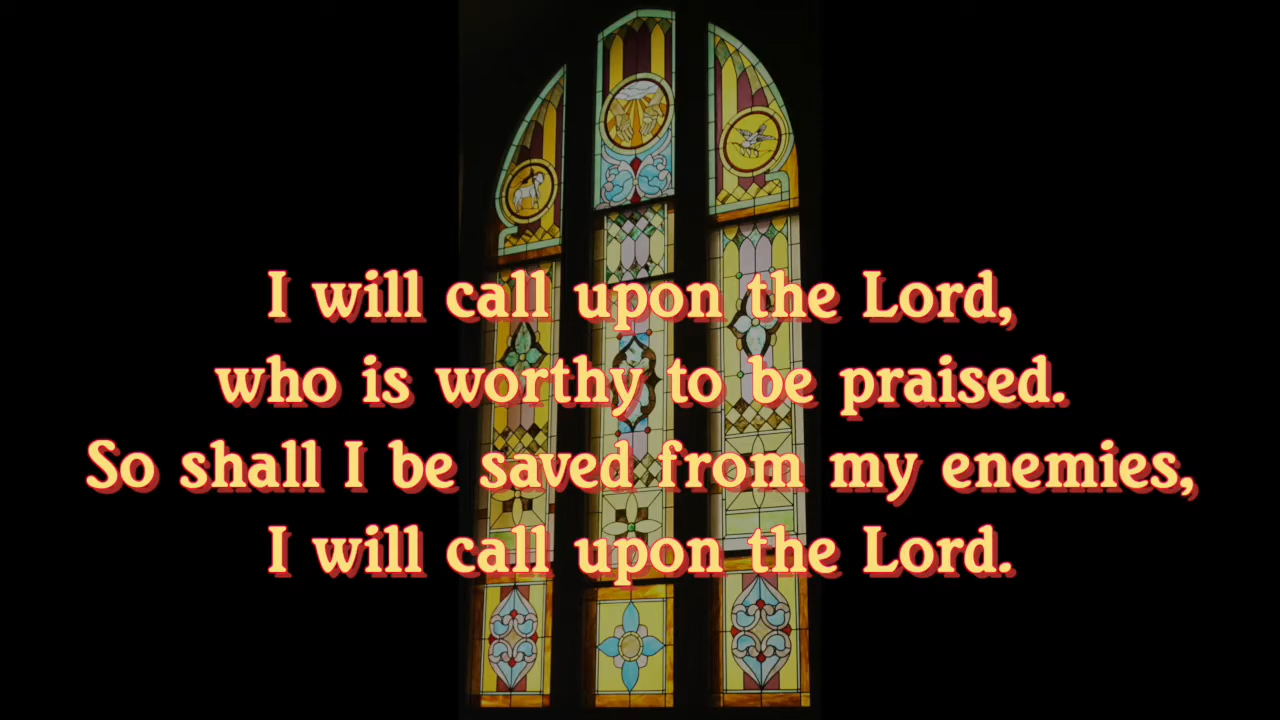 I will call upon the Lord,
who is worthy to be praised.
So shall I be saved from my enemies,
I will call upon the Lord.